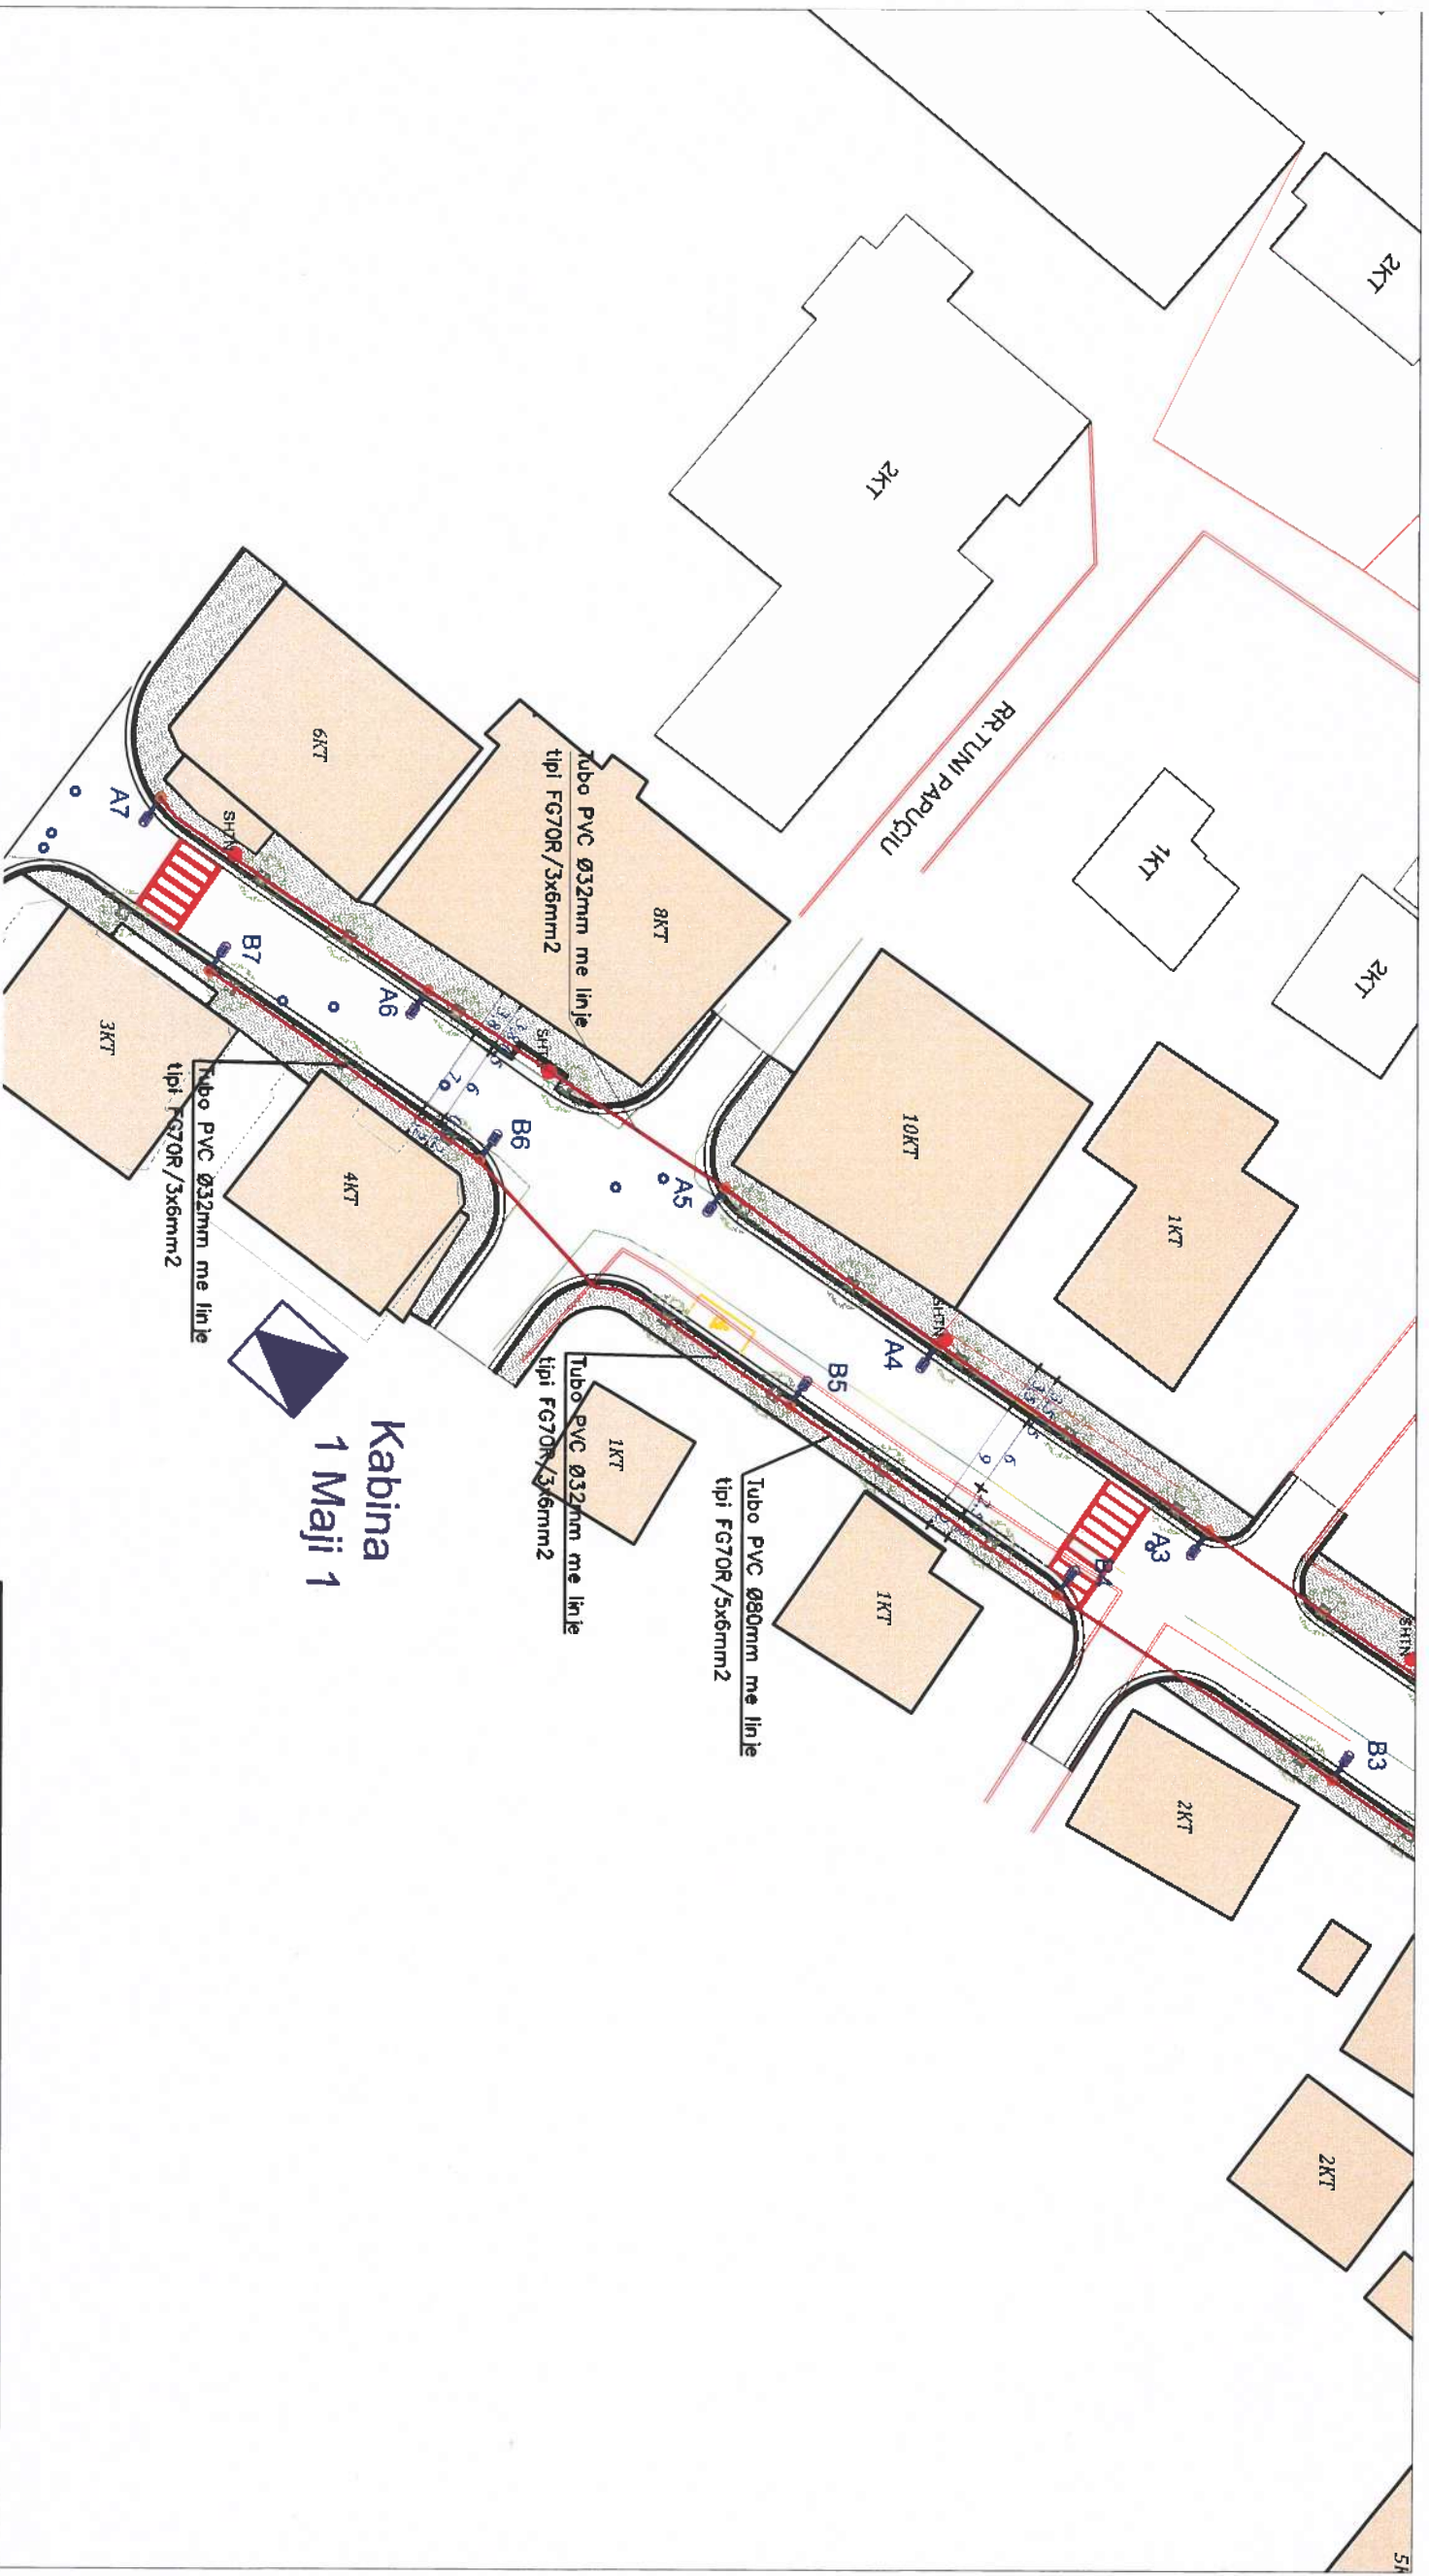 2KT
2KT
RR.TUNI PAPUÇIU
1KT
2KT
6KT
Tubo PVC Ø32mm me linje
tipi FG7OR/3x6mm2
8KT
10KT
1KT
A7
SHTN
A6
A5
SHTN
A4
A3
SHTN
B7
B6
B5
B4
B3
3KT
Tubo PVC Ø32mm me linje
tipi FG7OR/3x6mm2
4KT
Tubo PVC Ø32mm me linje
tipi FG7OR/3x6mm2
1KT
Tubo PVC Ø80mm me linje
tipi FG7OR/5x6mm2
1KT
2KT
2KT
Kabina
1 Maji 1